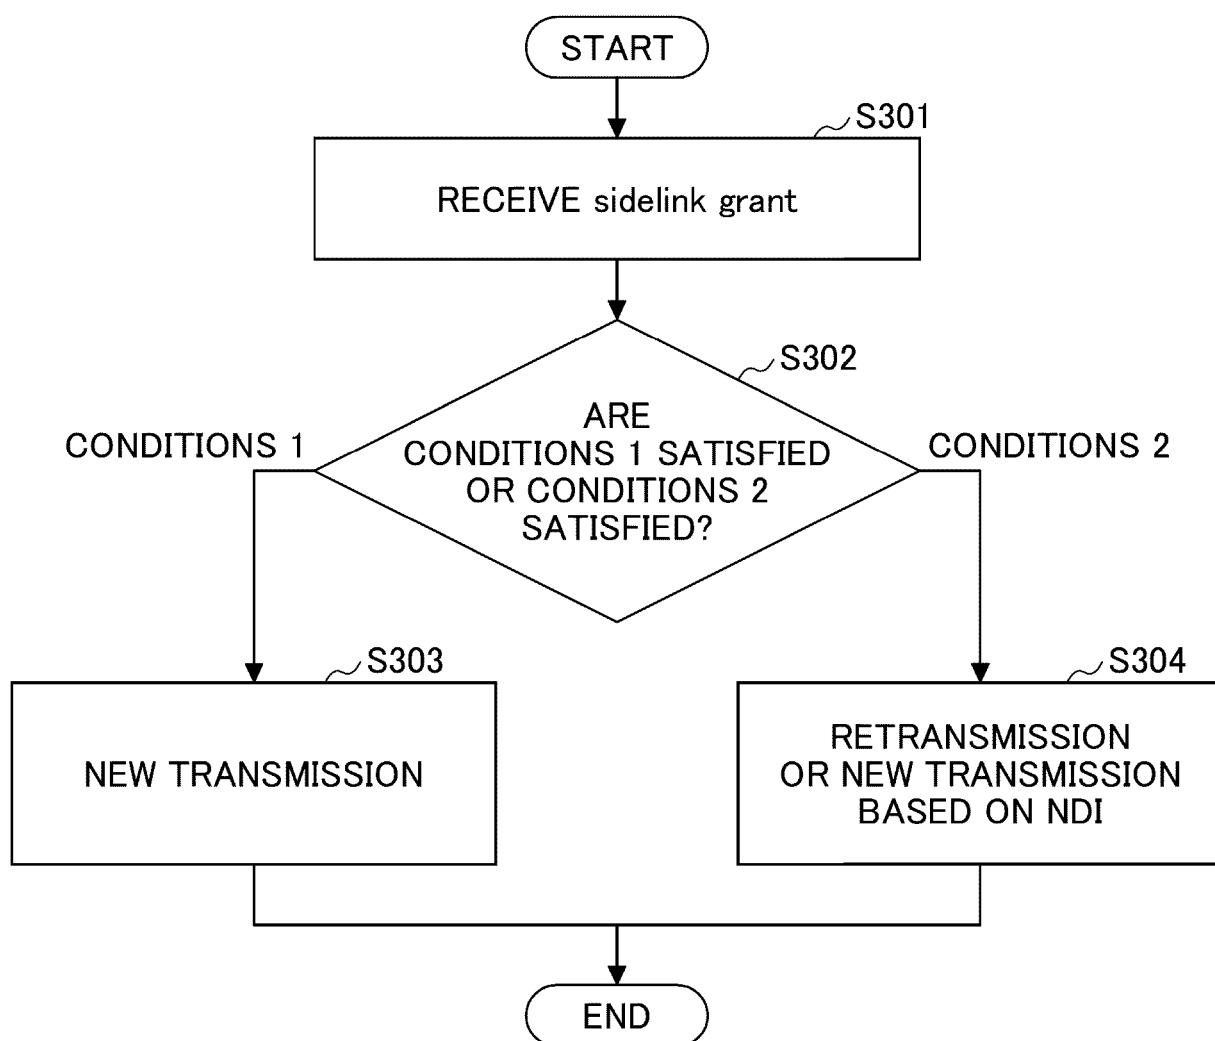 START
S301
RECEIVE sidelink grant
S302
ARE
CONDITIONS 1 SATISFIED
OR CONDITIONS 2
SATISFIED?
CONDITIONS 1
CONDITIONS 2
S303
NEW TRANSMISSION
S304
RETRANSMISSION
OR NEW TRANSMISSION
BASED ON NDI
END